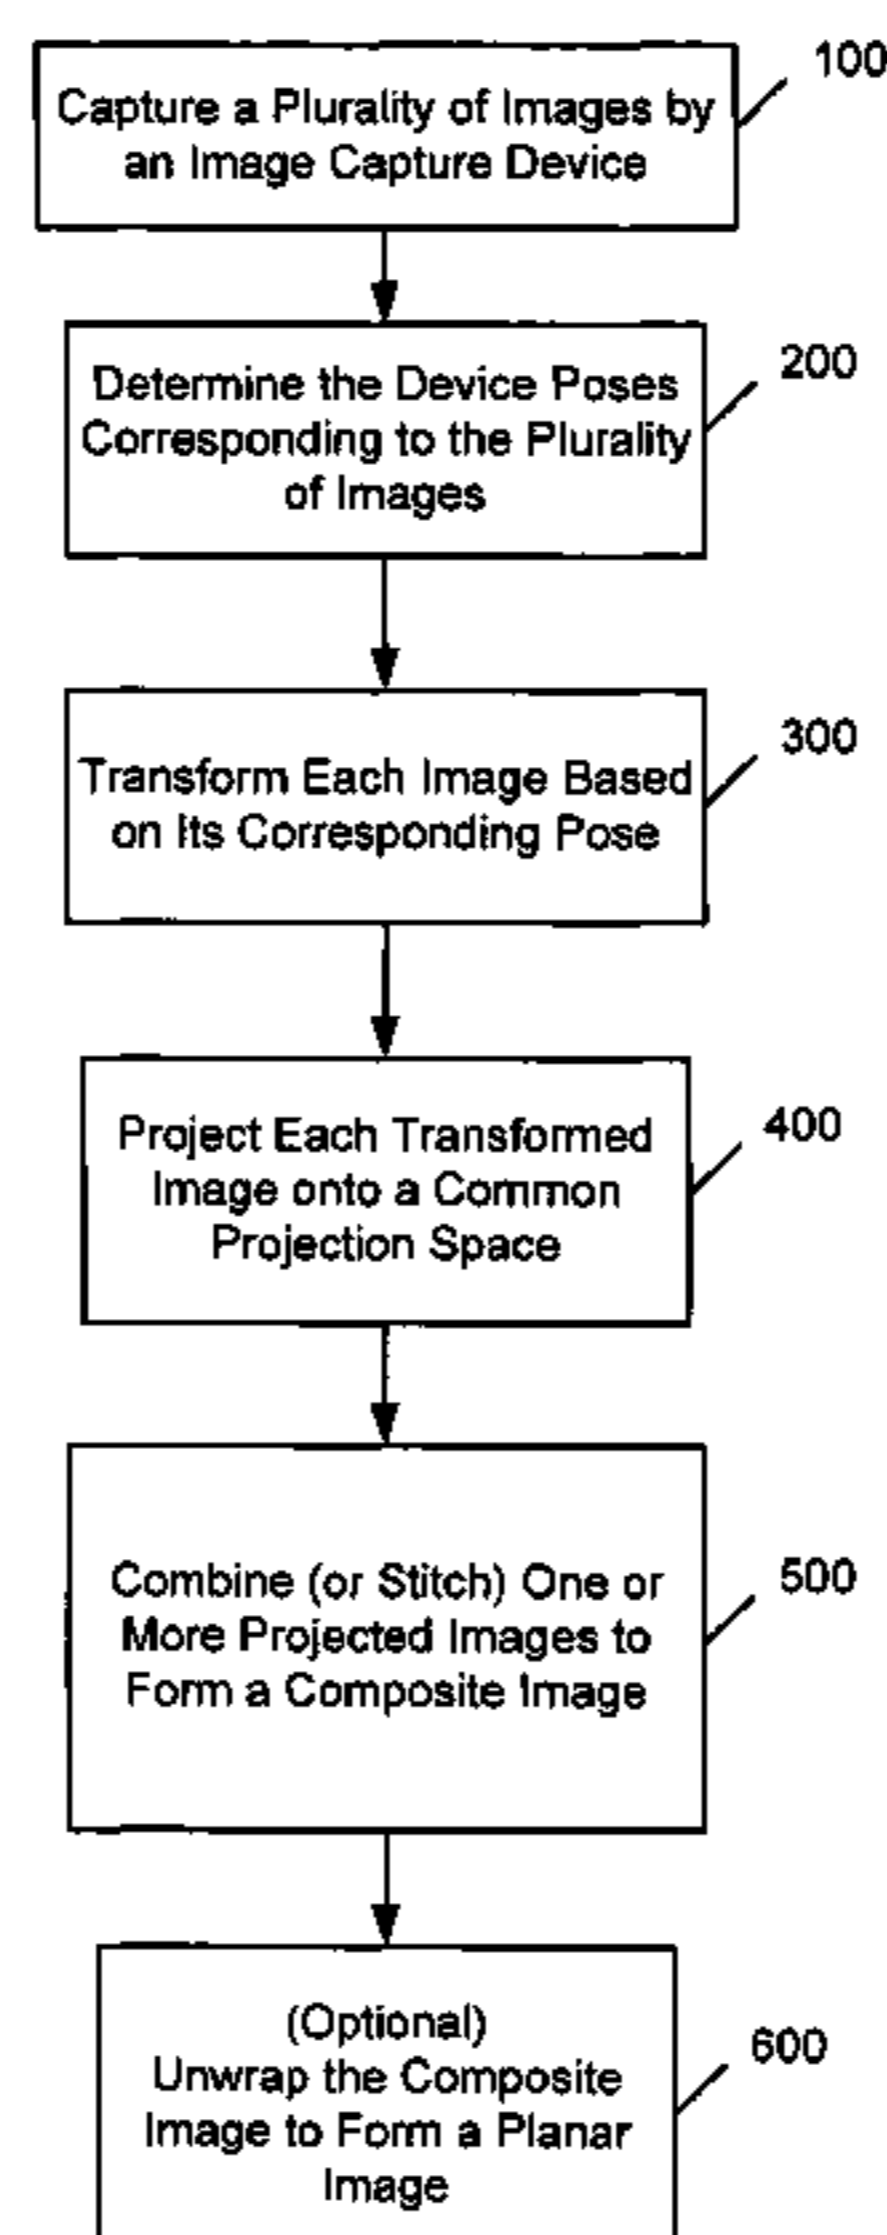 100
Capture a Plurality of Images by
an Image Capture Device
200
Determine the Device Poses
Corresponding to the Plurality
of Images
300
Transform Each Image Based
on Its Corresponding Pose
400
Project Each Transformed
Image onto a Common
Projection Space
500
Combine (or Stitch) One or
More Projected Images to
Form a Composite Image
600
(Optional)
Unwrap the Composite
Image to Form a Planar
Image